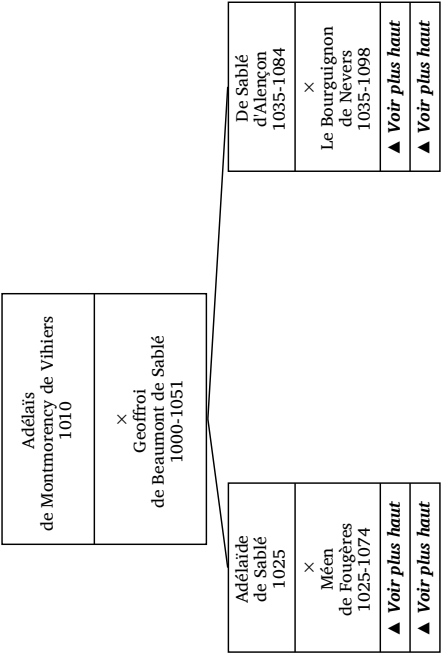 Adélaïs
de Montmorency de Vihiers
1010
×
Geoffroi
de Beaumont de Sablé
1000-1051
Adélaïde
de Sablé
1025
×
Méen
de Fougères
1025-1074
▲ Voir plus haut
▲ Voir plus haut
De Sablé
d'Alençon
1035-1084
×
Le Bourguignon
de Nevers
1035-1098
▲ Voir plus haut
▲ Voir plus haut